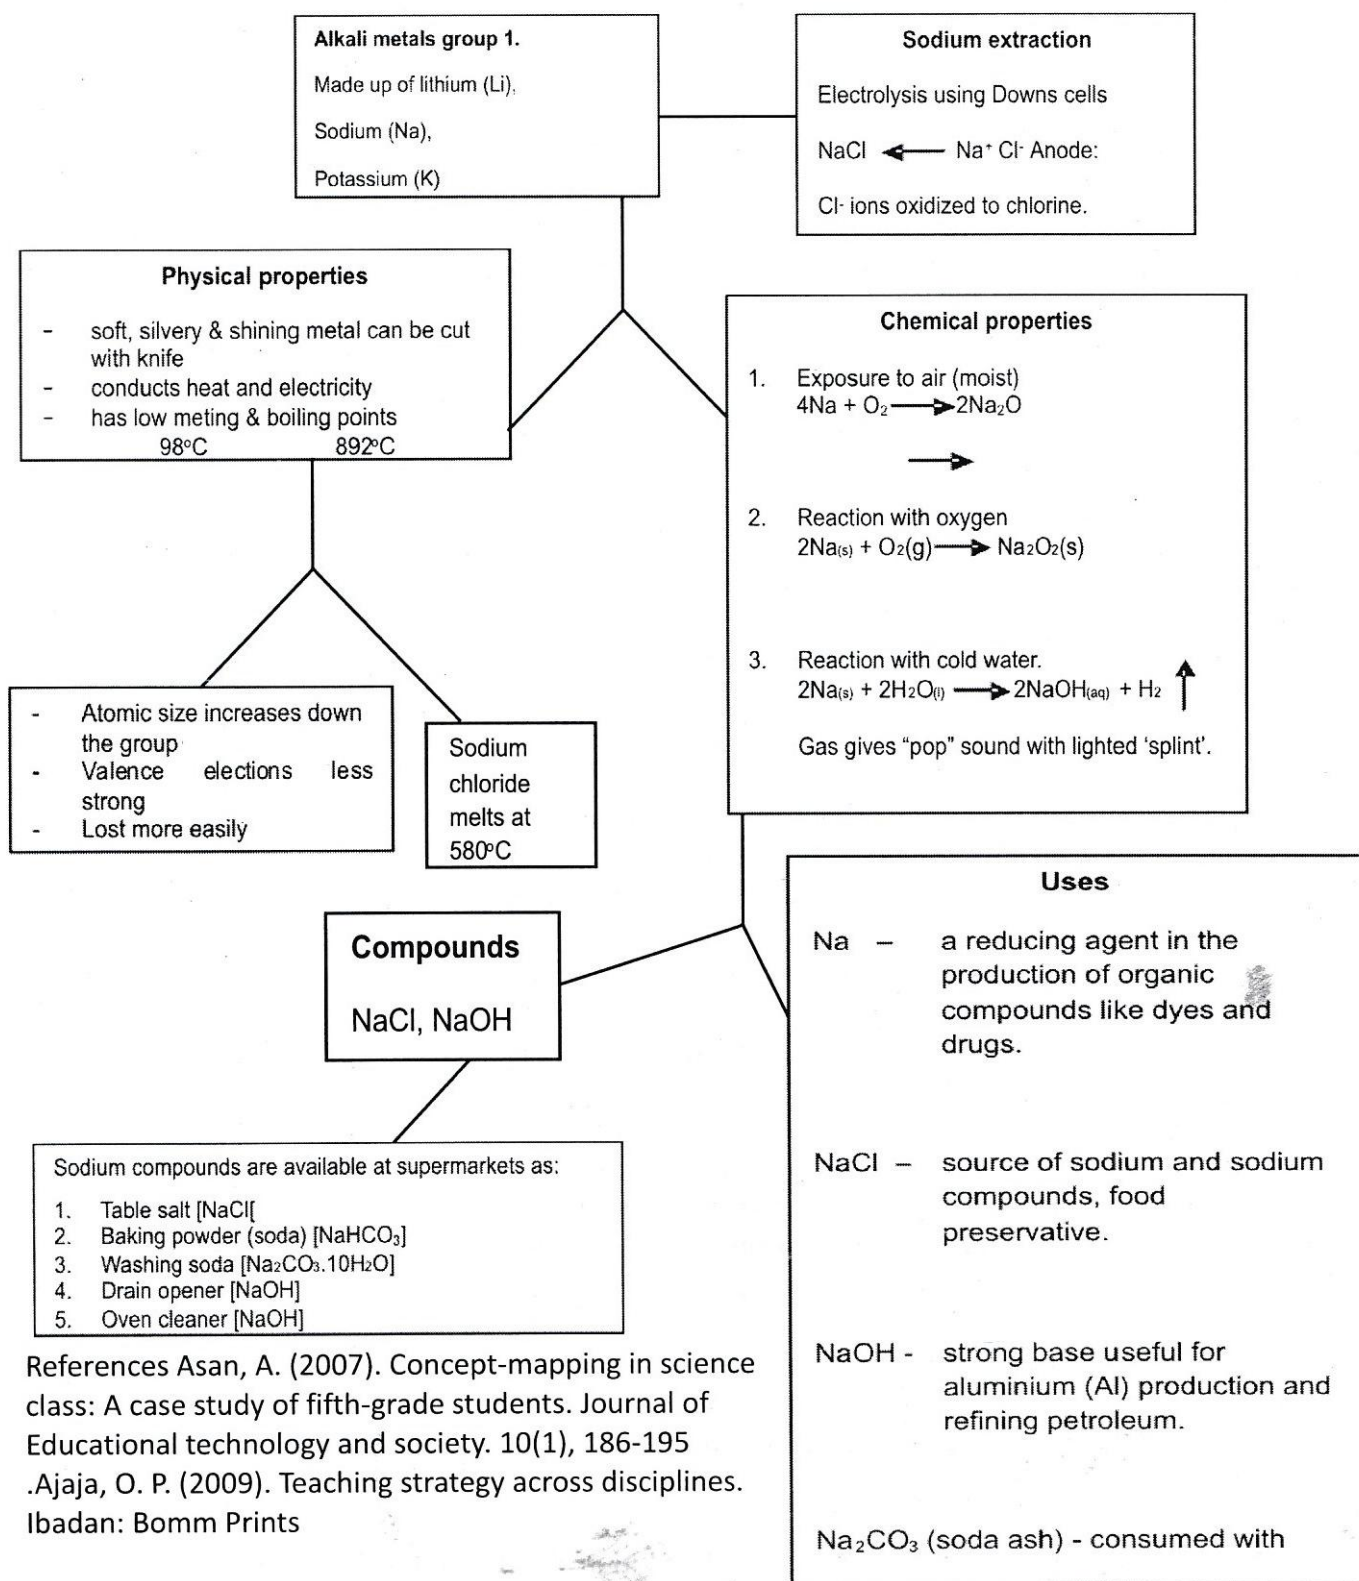 Alkali metals group 1.
Made up of lithium (Li),
Sodium (Na),
Potassium (K)
Sodium extraction
Electrolysis using Downs cells
NaCl ← Na⁺ Cl⁻ Anode:
Cl⁻ ions oxidized to chlorine.
Physical properties
- soft, silvery & shining metal can be cut
with knife
- conducts heat and electricity
- has low meting & boiling points
98°C 892°C
Chemical properties
1. Exposure to air (moist)
4Na + O₂ → 2Na₂O
→
2. Reaction with oxygen
2Na(s) + O₂(g) → Na₂O₂(s)
3. Reaction with cold water.
2Na(s) + 2H₂O(l) → 2NaOH(aq) + H₂ ↑
Gas gives “pop” sound with lighted ‘splint’.
- Atomic size increases down
the group
- Valence elections less
strong
- Lost more easily
Sodium
chloride
melts at
580°C
Compounds
NaCl, NaOH
Sodium compounds are available at supermarkets as:
1. Table salt [NaCl[
2. Baking powder (soda) [NaHCO₃]
3. Washing soda [Na₂CO₃.10H₂O]
4. Drain opener [NaOH]
5. Oven cleaner [NaOH]
Uses
Na – a reducing agent in the
production of organic
compounds like dyes and
drugs.
NaCl – source of sodium and sodium
compounds, food
preservative.
NaOH - strong base useful for
aluminium (Al) production and
refining petroleum.
Na₂CO₃ (soda ash) - consumed with
References Asan, A. (2007). Concept-mapping in science
class: A case study of fifth-grade students. Journal of
Educational technology and society. 10(1), 186-195
.Ajaja, O. P. (2009). Teaching strategy across disciplines.
Ibadan: Bomm Prints